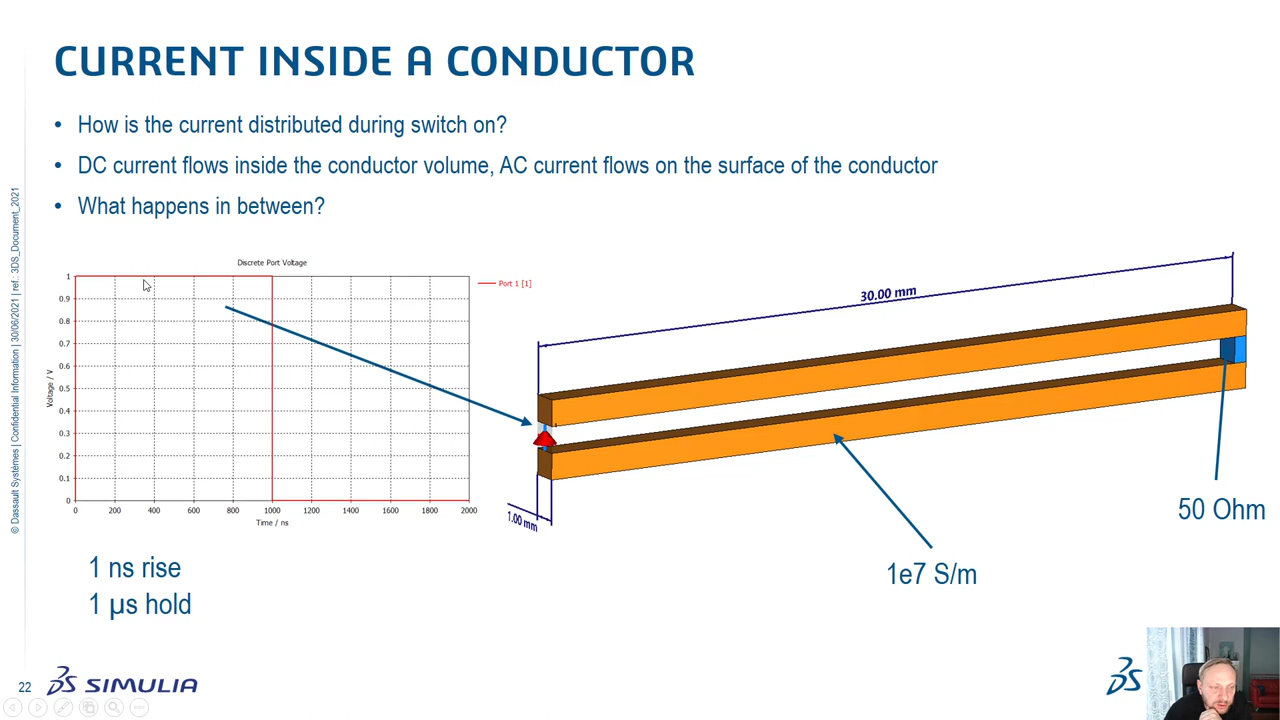 CURRENT INSIDE A CONDUCTOR
• How is the current distributed during switch on?
• DC current flows inside the conductor volume, AC current flows on the surface of the conductor
• What happens in between?
© Dassault Systèmes | Confidential Information | 30/06/2021 | ref.: 3DS_Document_2021
Discrete Port Voltage
Port 1 [1]
Voltage / V
1
0.9
0.8
0.7
0.6
0.5
0.4
0.3
0.2
0.1
0
0 200 400 600 800 1000 1200 1400 1600 1800 2000
Time / ns
30.00 mm
1.00 mm
50 Ohm
1e7 S/m
1 ns rise
1 µs hold
22
3DS SIMULIA
3DS